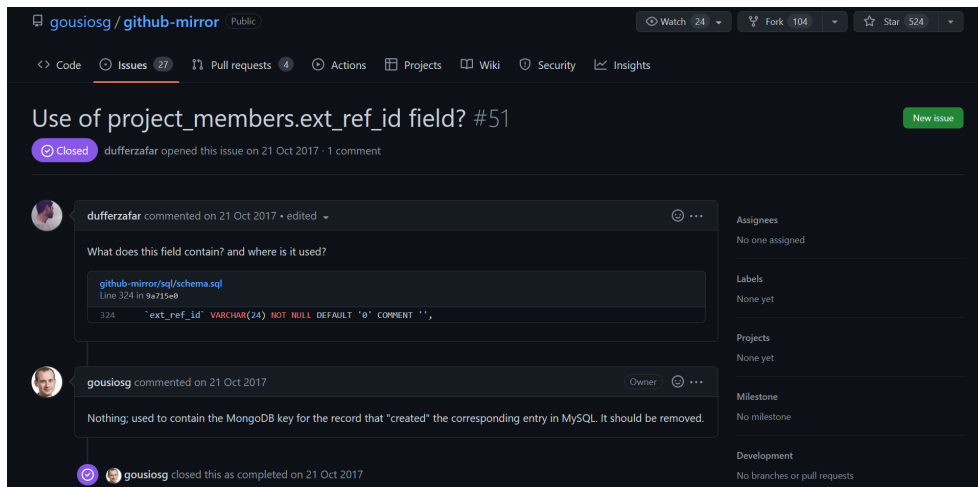 gousiosg / github-mirror Public
Watch 24 Fork 104 Star 524
Code Issues 27 Pull requests 4 Actions Projects Wiki Security Insights
Use of project_members.ext_ref_id field? #51
New issue
Closed dufferzafar opened this issue on 21 Oct 2017 · 1 comment
dufferzafar commented on 21 Oct 2017 • edited
What does this field contain? and where is it used?
github-mirror/sql/schema.sql
Line 324 in 9a715e0
324 `ext_ref_id` VARCHAR(24) NOT NULL DEFAULT '0' COMMENT '',
gousiosg commented on 21 Oct 2017 Owner
Nothing; used to contain the MongoDB key for the record that "created" the corresponding entry in MySQL. It should be removed.
gousiosg closed this as completed on 21 Oct 2017
Assignees
No one assigned
Labels
None yet
Projects
None yet
Milestone
No milestone
Development
No branches or pull requests